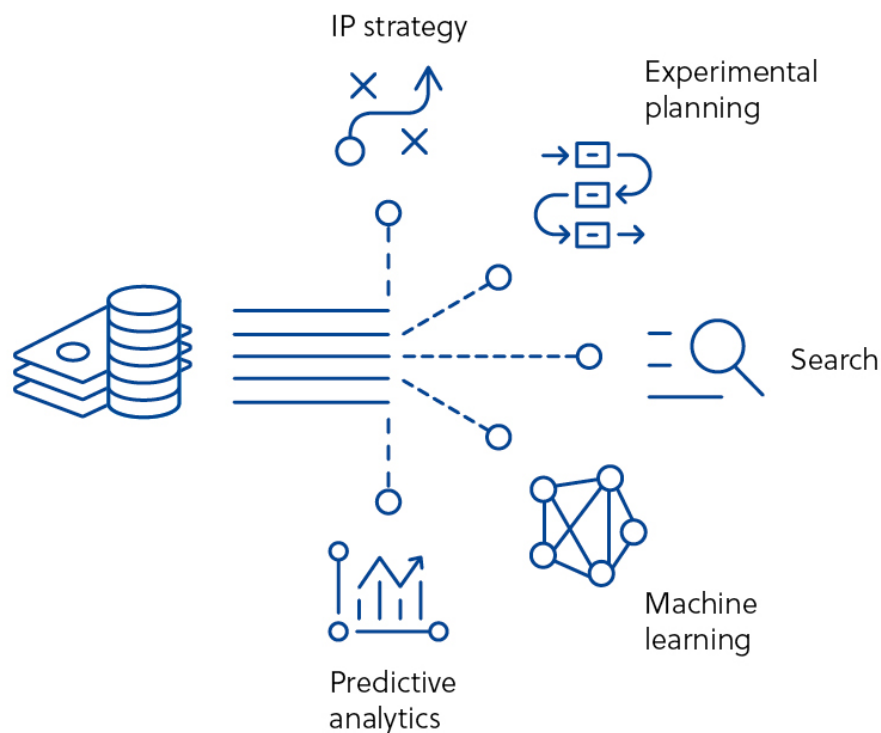 IP strategy
Experimental
planning
Search
Machine
learning
Predictive
analytics